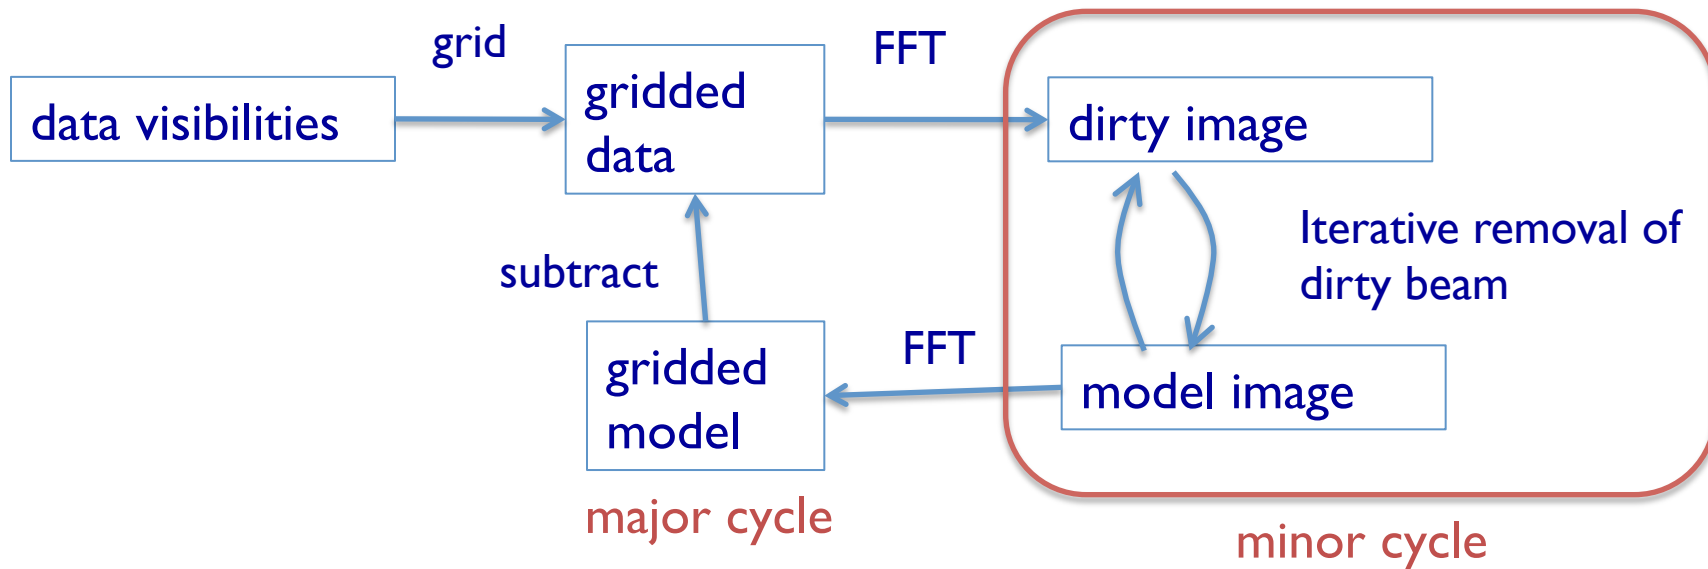 grid
FFT
data visibilities
gridded
data
dirty image
subtract
Iterative removal of
dirty beam
gridded
model
FFT
model image
major cycle
minor cycle